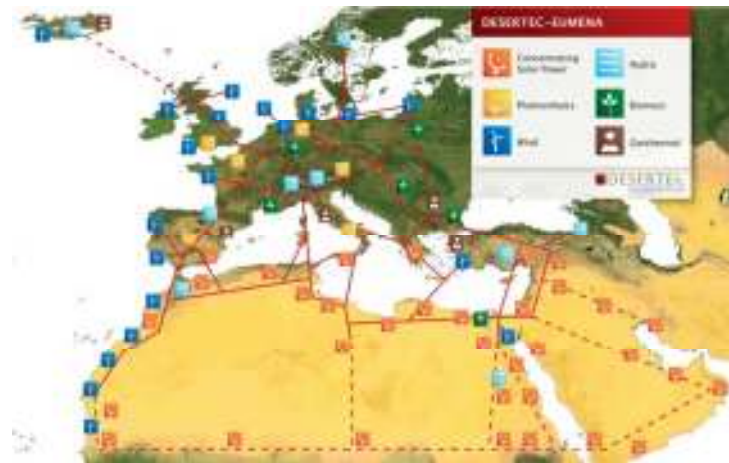 DESERTEC-EUMENA
Concentrating
Solar Power
Hydro
Photovoltaics
Biomass
Wind
Geothermal
DESERTEC